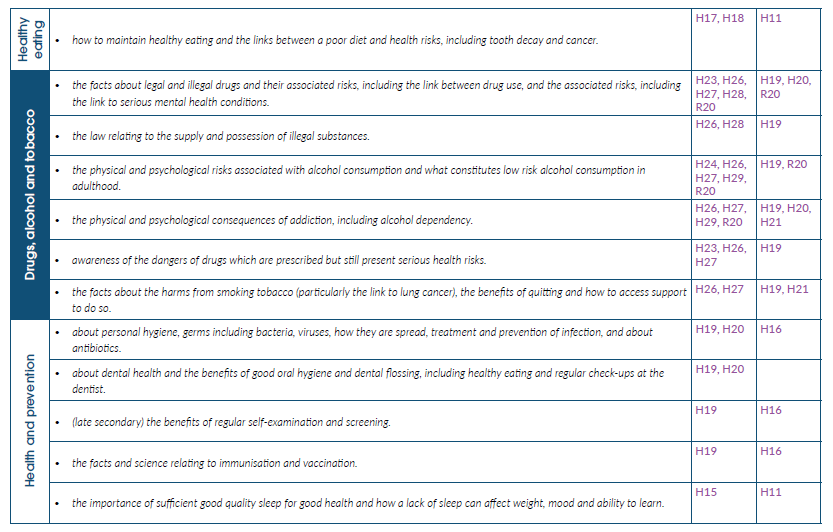 Healthy
eating
• how to maintain healthy eating and the links between a poor diet and health risks, including tooth decay and cancer.
H17, H18
H11
Drugs, alcohol and tobacco
• the facts about legal and illegal drugs and their associated risks, including the link between drug use, and the associated risks, including
the link to serious mental health conditions.
H23, H26,
H27, H28,
R20
H19, H20,
R20
• the law relating to the supply and possession of illegal substances.
H26, H28
H19
• the physical and psychological risks associated with alcohol consumption and what constitutes low risk alcohol consumption in
adulthood.
H24, H26,
H27, H29,
R20
H19, R20
• the physical and psychological consequences of addiction, including alcohol dependency.
H26, H27,
H29, R20
H19, H20,
H21
• awareness of the dangers of drugs which are prescribed but still present serious health risks.
H23, H26,
H27
H19
• the facts about the harms from smoking tobacco (particularly the link to lung cancer), the benefits of quitting and how to access support
to do so.
H26, H27
H19, H21
Health and prevention
• about personal hygiene, germs including bacteria, viruses, how they are spread, treatment and prevention of infection, and about
antibiotics.
H19, H20
H16
• about dental health and the benefits of good oral hygiene and dental flossing, including healthy eating and regular check-ups at the
dentist.
H19, H20
• (late secondary) the benefits of regular self-examination and screening.
H19
H16
• the facts and science relating to immunisation and vaccination.
H19
H16
• the importance of sufficient good quality sleep for good health and how a lack of sleep can affect weight, mood and ability to learn.
H15
H11